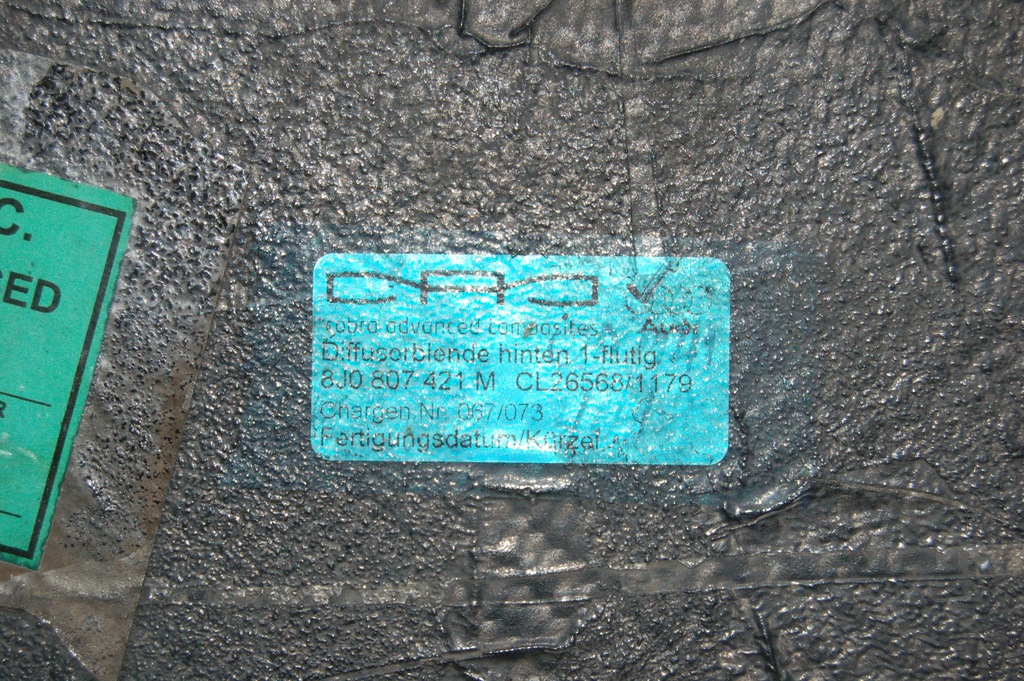 C.
CED
R
CAC
cobra advanced composites
Audi
Diffusorblende hinten 1-flutig
8J0 807 421 M CL26568/1179
Chargen Nr. 067/073
Fertigungsdatum/Kürzel